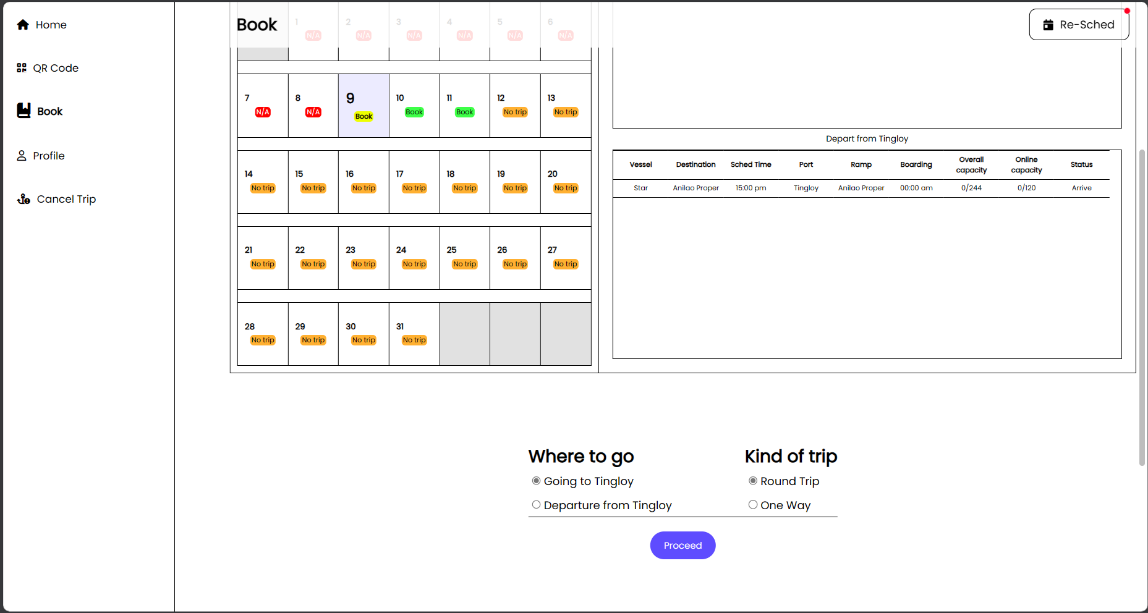 Home
QR Code
Book
Profile
Cancel Trip
Book
Re-Sched
1 2 3 4 5 6
N/A N/A N/A N/A N/A N/A
7 8 9 10 11 12 13
N/A N/A Book Book Book No trip No trip
14 15 16 17 18 19 20
No trip No trip No trip No trip No trip No trip No trip
21 22 23 24 25 26 27
No trip No trip No trip No trip No trip No trip No trip
28 29 30 31
No trip No trip No trip No trip
Depart from Tingloy
Vessel Destination Sched Time Port Ramp Boarding Overall capacity Online capacity Status
Star Anilao Proper 15:00 pm Tingloy Anilao Proper 00:00 am 0/244 0/120 Arrive
Where to go
Going to Tingloy
Departure from Tingloy
Kind of trip
Round Trip
One Way
Proceed